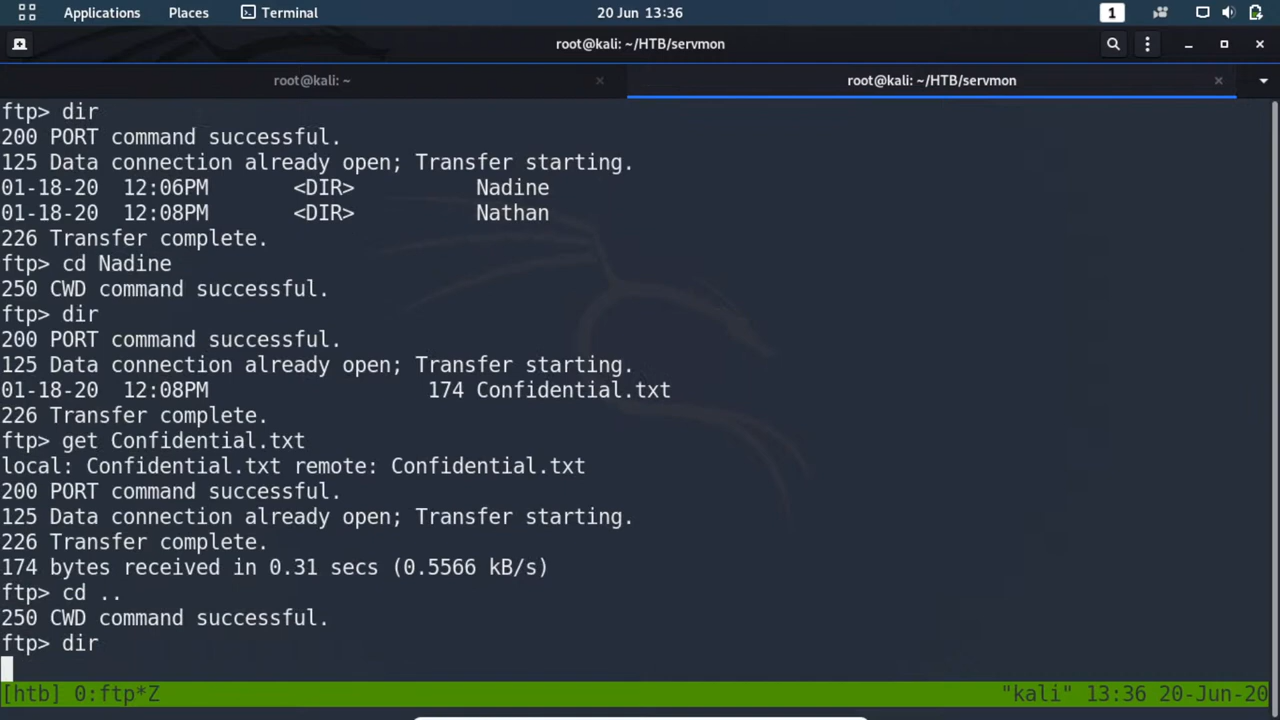 Applications Places Terminal 20 Jun 13:36 1
root@kali: ~/HTB/servmon
root@kali: ~ root@kali: ~/HTB/servmon
ftp> dir
200 PORT command successful.
125 Data connection already open; Transfer starting.
01-18-20  12:06PM       <DIR>          Nadine
01-18-20  12:08PM       <DIR>          Nathan
226 Transfer complete.
ftp> cd Nadine
250 CWD command successful.
ftp> dir
200 PORT command successful.
125 Data connection already open; Transfer starting.
01-18-20  12:08PM                  174 Confidential.txt
226 Transfer complete.
ftp> get Confidential.txt
local: Confidential.txt remote: Confidential.txt
200 PORT command successful.
125 Data connection already open; Transfer starting.
226 Transfer complete.
174 bytes received in 0.31 secs (0.5566 kB/s)
ftp> cd ..
250 CWD command successful.
ftp> dir
[htb] 0:ftp*Z "kali" 13:36 20-Jun-20